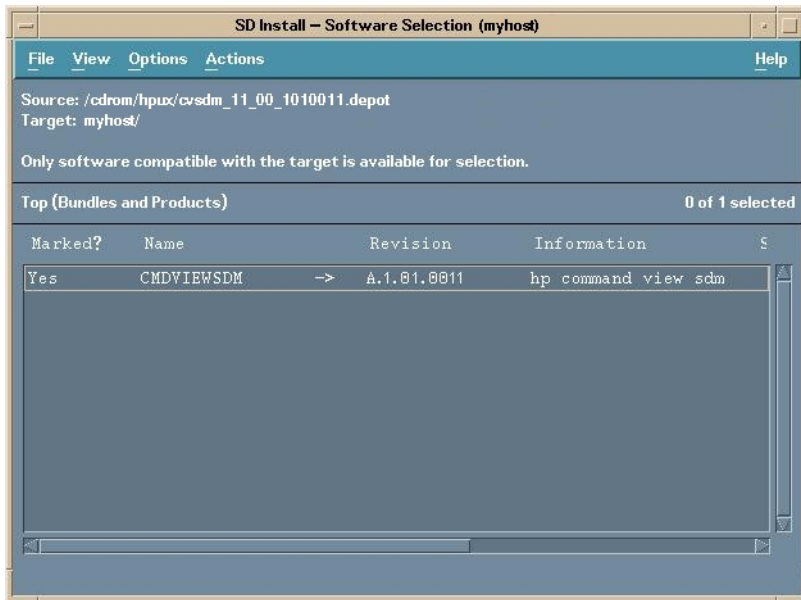 SD Install – Software Selection (myhost)
File View Options Actions Help
Source: /cdrom/hpux/cvsdm_11_00_1010011.depot
Target: myhost/
Only software compatible with the target is available for selection.
Top (Bundles and Products) 0 of 1 selected
Marked? Name Revision Information S
Yes CMDVIEWSDM -> A.1.01.0011 hp command view sdm